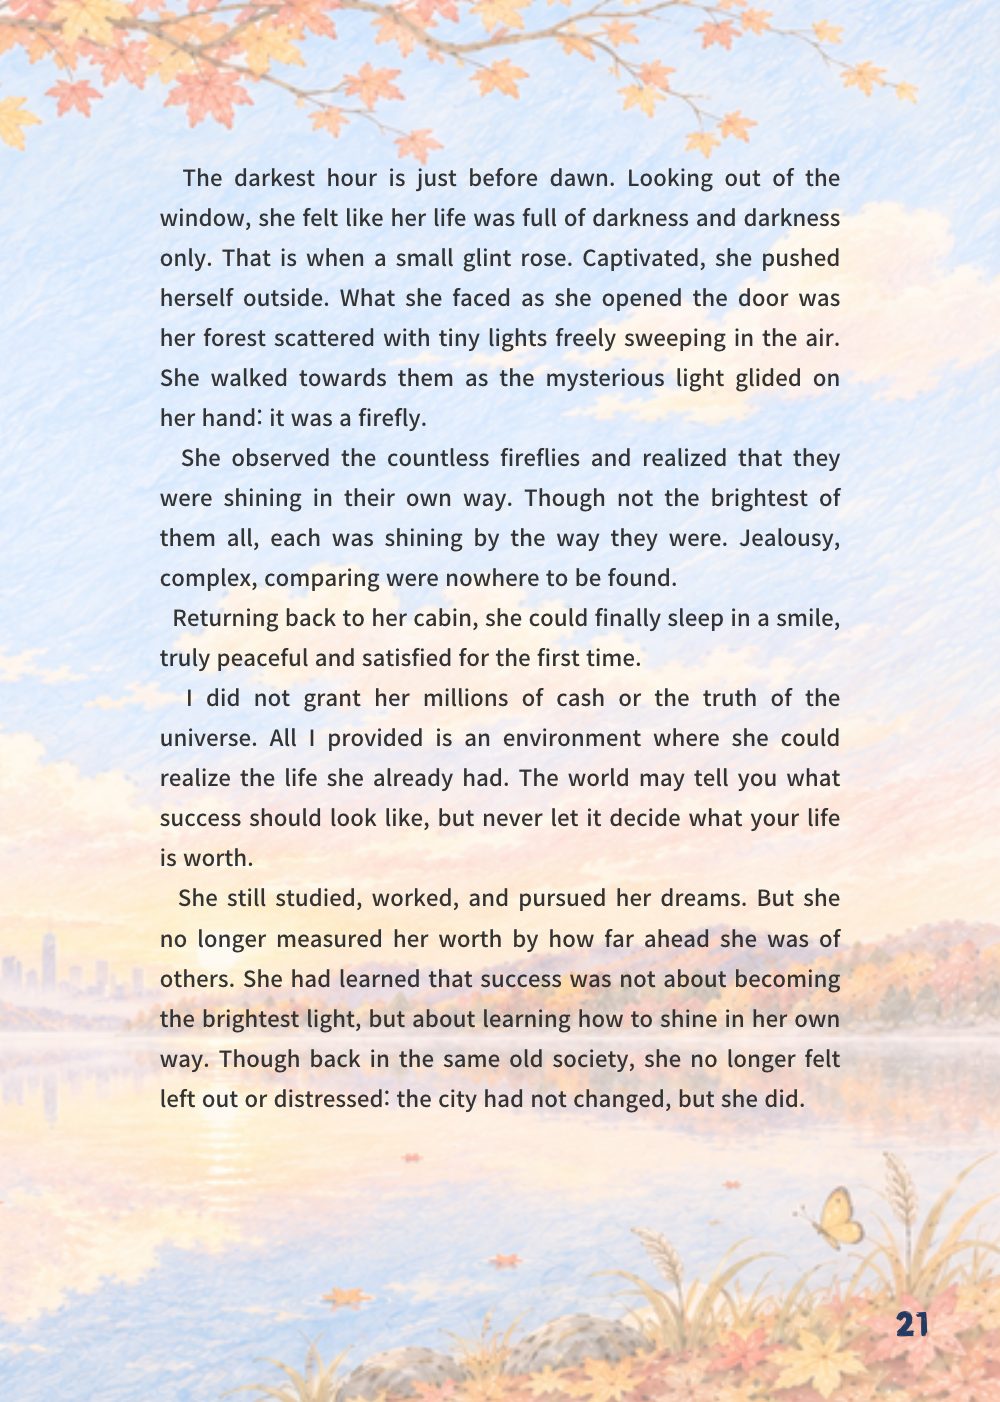 The darkest hour is just before dawn. Looking out of the
window, she felt like her life was full of darkness and darkness
only. That is when a small glint rose. Captivated, she pushed
herself outside. What she faced as she opened the door was
her forest scattered with tiny lights freely sweeping in the air.
She walked towards them as the mysterious light glided on
her hand: it was a firefly.
She observed the countless fireflies and realized that they
were shining in their own way. Though not the brightest of
them all, each was shining by the way they were. Jealousy,
complex, comparing were nowhere to be found.
Returning back to her cabin, she could finally sleep in a smile,
truly peaceful and satisfied for the first time.
I did not grant her millions of cash or the truth of the
universe. All I provided is an environment where she could
realize the life she already had. The world may tell you what
success should look like, but never let it decide what your life
is worth.
She still studied, worked, and pursued her dreams. But she
no longer measured her worth by how far ahead she was of
others. She had learned that success was not about becoming
the brightest light, but about learning how to shine in her own
way. Though back in the same old society, she no longer felt
left out or distressed: the city had not changed, but she did.
21